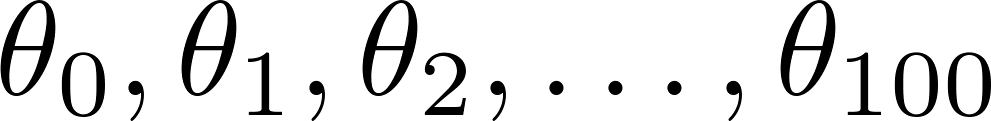 θ₀, θ₁, θ₂, . . . , θ₁₀₀